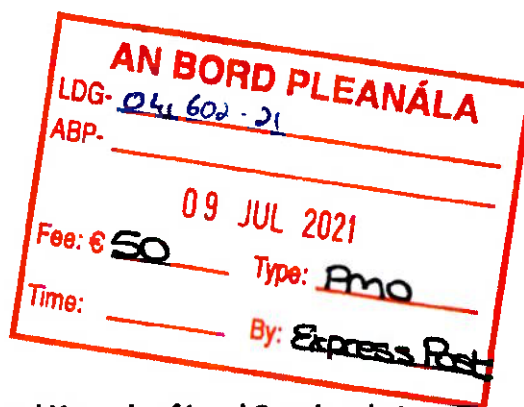 AN BORD PLEANÁLA
LDG- 041602-21
ABP-
09 JUL 2021
Fee: € 50 Type: PMO
Time: By: Express Post